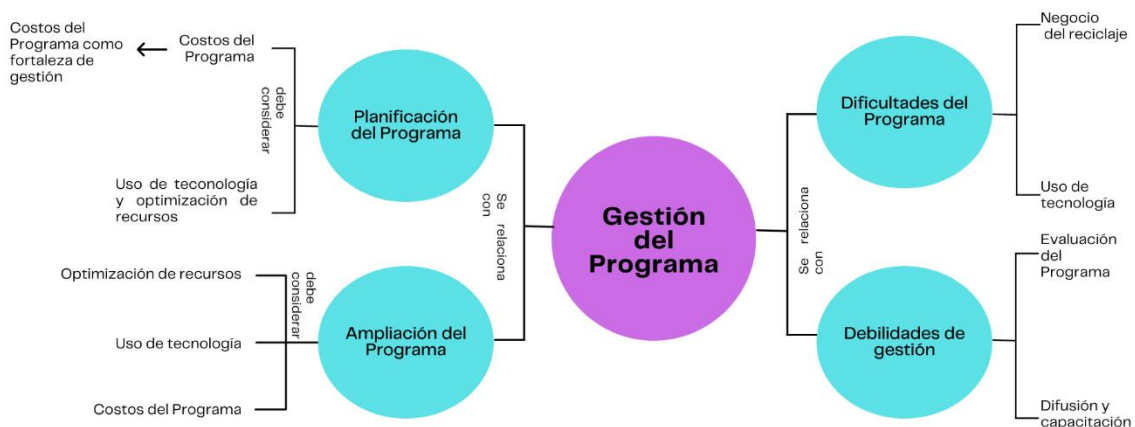 Costos del
Programa como
fortaleza de
gestión
Costos del
Programa
debe
considerar
Uso de teconología
y optimización de
recursos
Planificación
del Programa
Optimización de recursos
Uso de tecnología
Costos del Programa
debe
considerar
Ampliación del
Programa
Se relaciona
con
Gestión
del
Programa
Se relaciona
con
Dificultades del
Programa
Negocio
del reciclaje
Uso de
tecnología
Debilidades de
gestión
Evaluación
del
Programa
Difusión y
capacitación